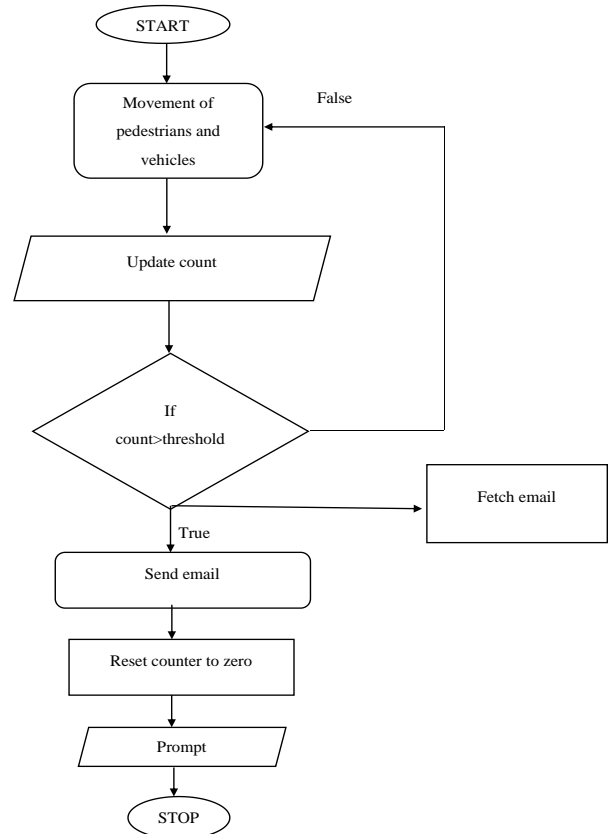 START
Movement of
pedestrians and
vehicles
False
Update count
If
count>threshold
Fetch email
True
Send email
Reset counter to zero
Prompt
STOP